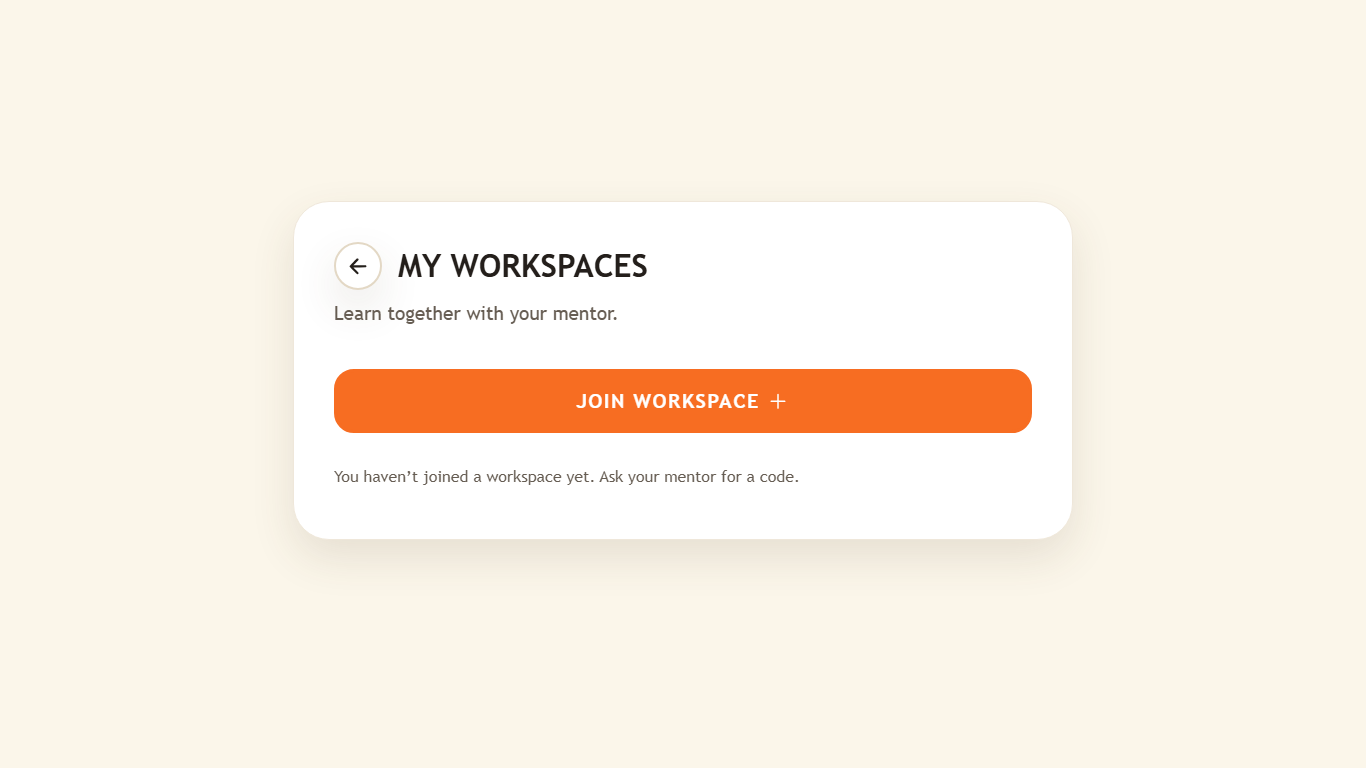 MY WORKSPACES
Learn together with your mentor.
JOIN WORKSPACE +
You haven’t joined a workspace yet. Ask your mentor for a code.